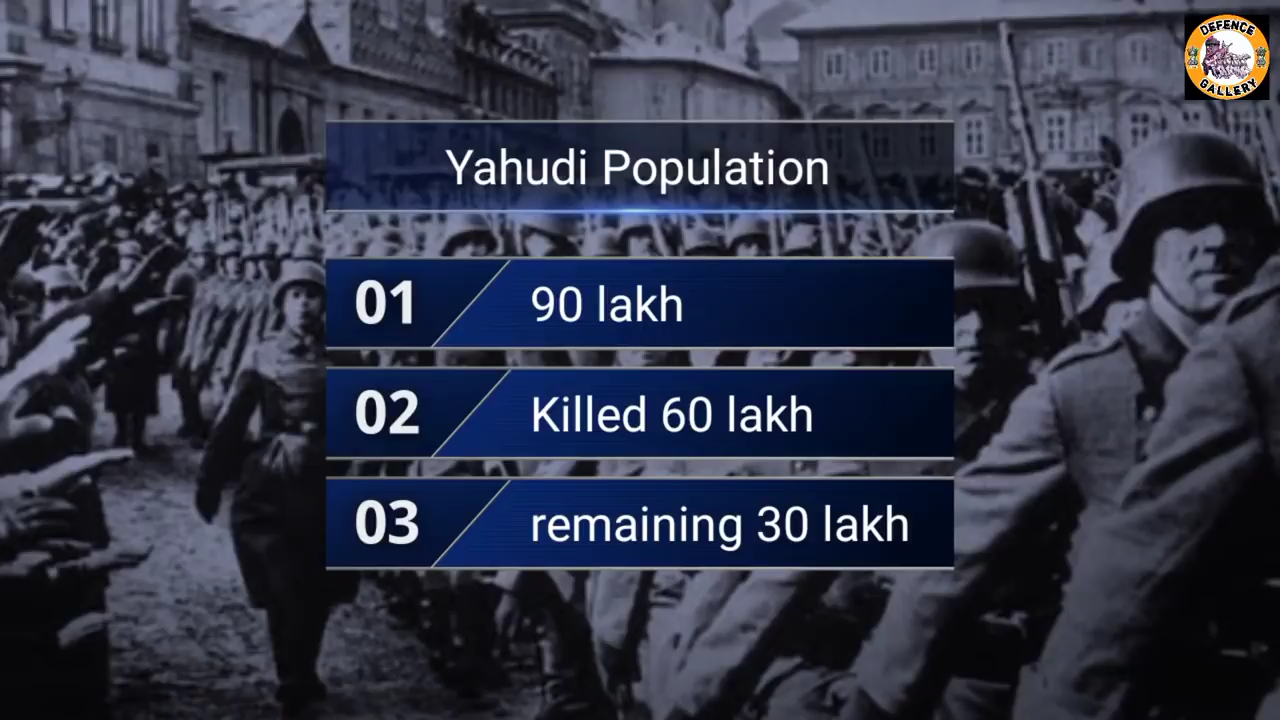 DEFENCE
GALLERY
Yahudi Population
01 90 lakh
02 Killed 60 lakh
03 remaining 30 lakh